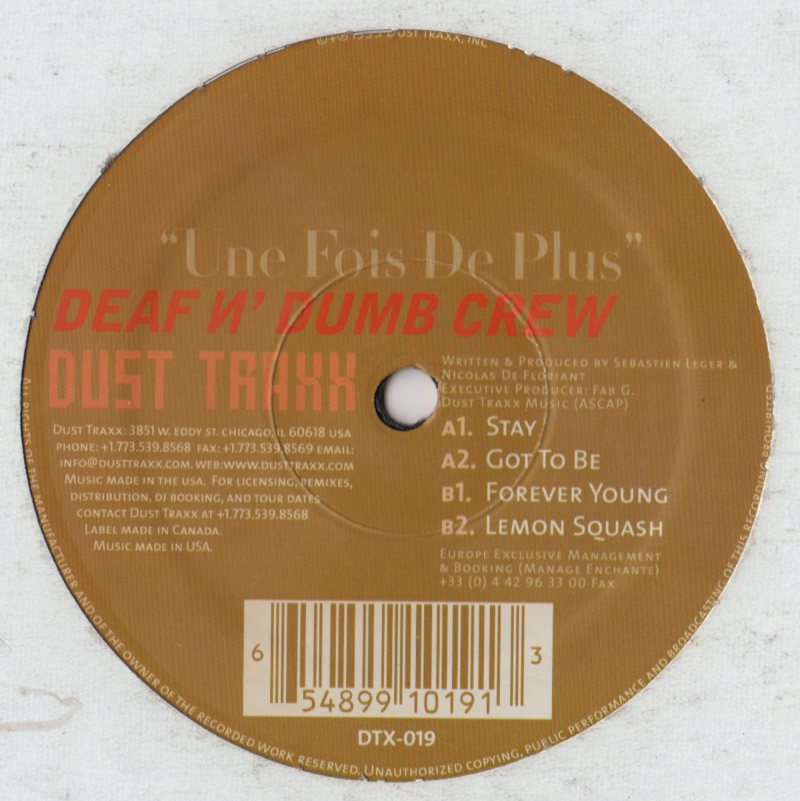 ℗+© 1999 DUST TRAXX, INC
“Une Fois De Plus”
DEAF N’ DUMB CREW
DUST TRAXX
DUST TRAXX: 3851 W. EDDY ST. CHICAGO, IL 60618 USA
PHONE: +1.773.539.8568 FAX: +1.773.539.8569 EMAIL:
INFO@DUSTTRAXX.COM. WEB:WWW.DUSTTRAXX.COM
MUSIC MADE IN THE USA. FOR LICENSING, REMIXES,
DISTRIBUTION, DJ BOOKING, AND TOUR DATES
CONTACT DUST TRAXX AT +1.773.539.8568
LABEL MADE IN CANADA.
MUSIC MADE IN USA.
WRITTEN & PRODUCED BY SEBASTIEN LEGER &
NICOLAS DE FLORIANT
EXECUTIVE PRODUCER: FAB G.
DUST TRAXX MUSIC (ASCAP)
A1. STAY
A2. GOT TO BE
B1. FOREVER YOUNG
B2. LEMON SQUASH
EUROPE EXCLUSIVE MANAGEMENT
& BOOKING (MANAGE ENCHANTE)
+33 (0) 4 42 96 33 00 FAX
6 54899 10191 3
DTX-019
ALL RIGHTS OF THE MANUFACTURER AND OF THE OWNER OF THE RECORDED WORK RESERVED. UNAUTHORIZED COPYING, PUBLIC PERFORMANCE AND BROADCASTING OF THIS RECORDING PROHIBITED